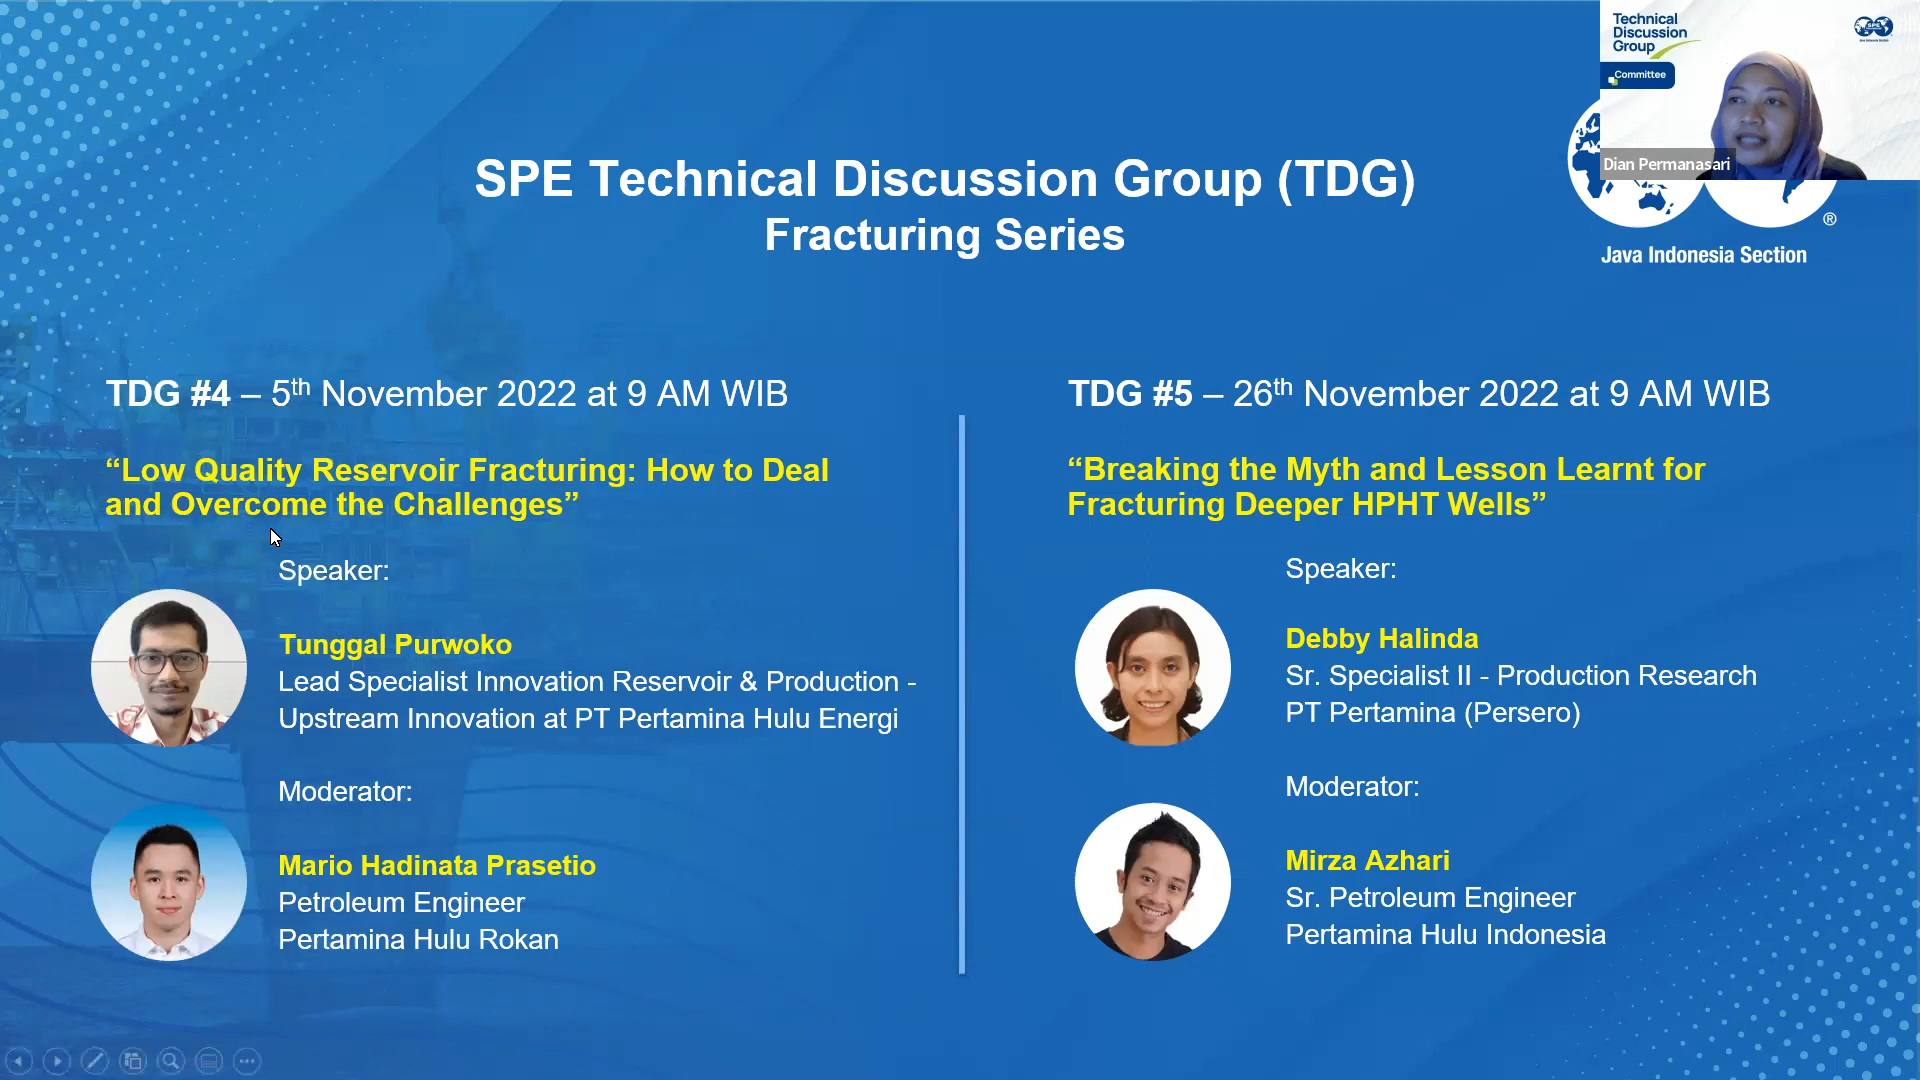 Technical
Discussion
Group
Committee
SPE
Dian Permanasari
®
Java Indonesia Section
SPE Technical Discussion Group (TDG)
Fracturing Series
TDG #4 – 5th November 2022 at 9 AM WIB
“Low Quality Reservoir Fracturing: How to Deal
and Overcome the Challenges”
Speaker:
Tunggal Purwoko
Lead Specialist Innovation Reservoir & Production -
Upstream Innovation at PT Pertamina Hulu Energi
Moderator:
Mario Hadinata Prasetio
Petroleum Engineer
Pertamina Hulu Rokan
TDG #5 – 26th November 2022 at 9 AM WIB
“Breaking the Myth and Lesson Learnt for
Fracturing Deeper HPHT Wells”
Speaker:
Debby Halinda
Sr. Specialist II - Production Research
PT Pertamina (Persero)
Moderator:
Mirza Azhari
Sr. Petroleum Engineer
Pertamina Hulu Indonesia